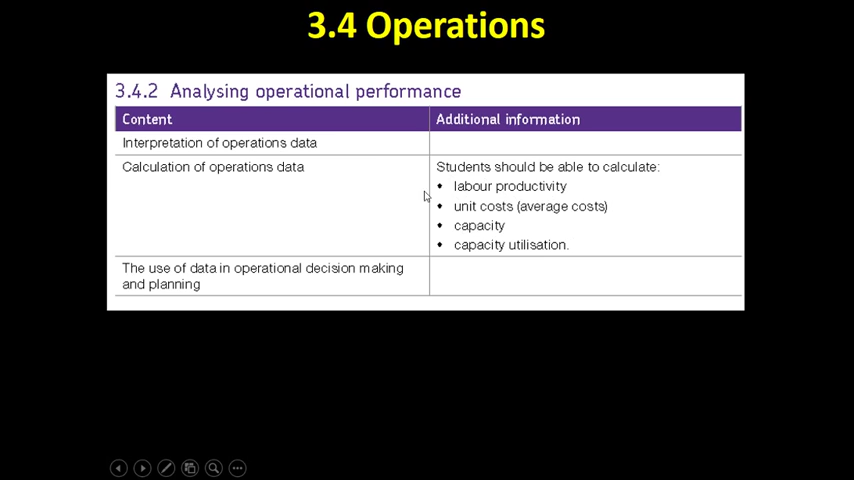 3.4 Operations
3.4.2 Analysing operational performance
Content
Additional information
Interpretation of operations data
Calculation of operations data
Students should be able to calculate:
• labour productivity
• unit costs (average costs)
• capacity
• capacity utilisation.
The use of data in operational decision making
and planning